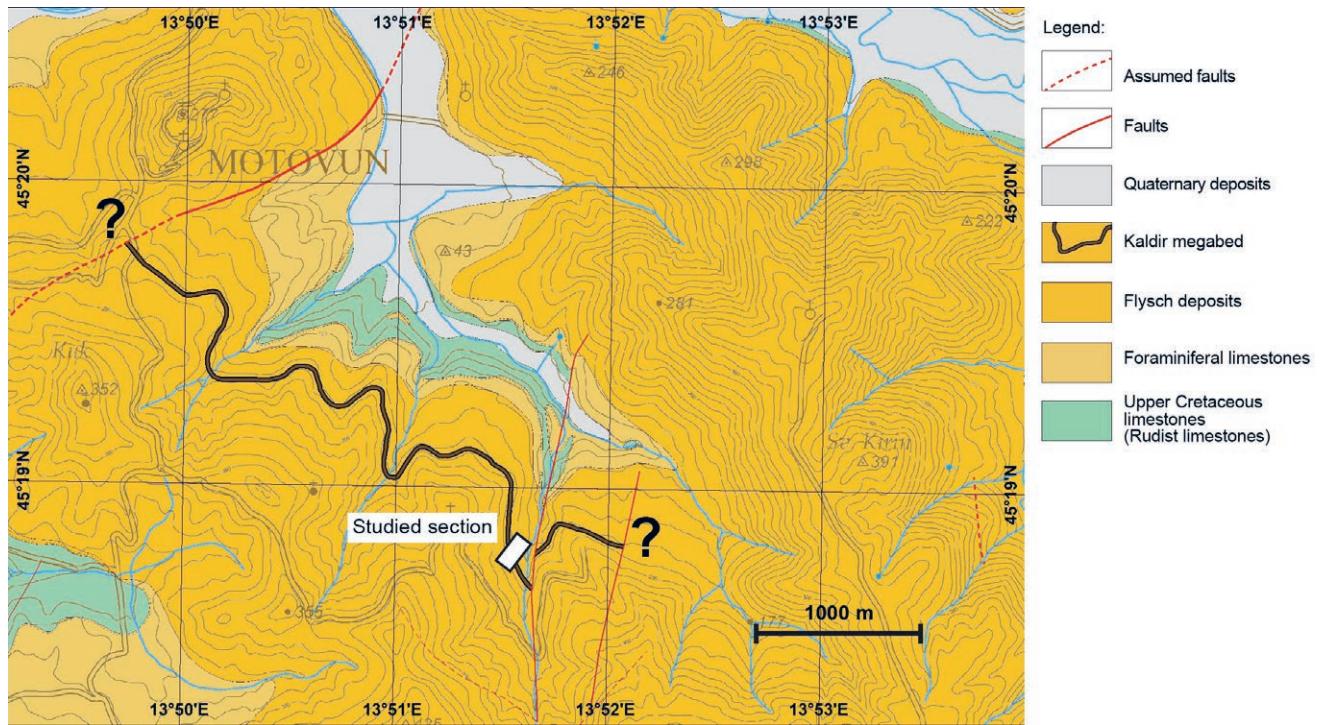 13°50'E
13°51'E
13°52'E
13°53'E
246
MOTOVUN
298
45°20'N
45°20'N
222
?
43
281
Kuk
352
Sv. Kirin
391
45°19'N
45°19'N
Studied section
?
1000 m
355
177
13°50'E
13°51'E
13°52'E
13°53'E
Legend:
Assumed faults
Faults
Quaternary deposits
Kaldir megabed
Flysch deposits
Foraminiferal limestones
Upper Cretaceous
limestones
(Rudist limestones)